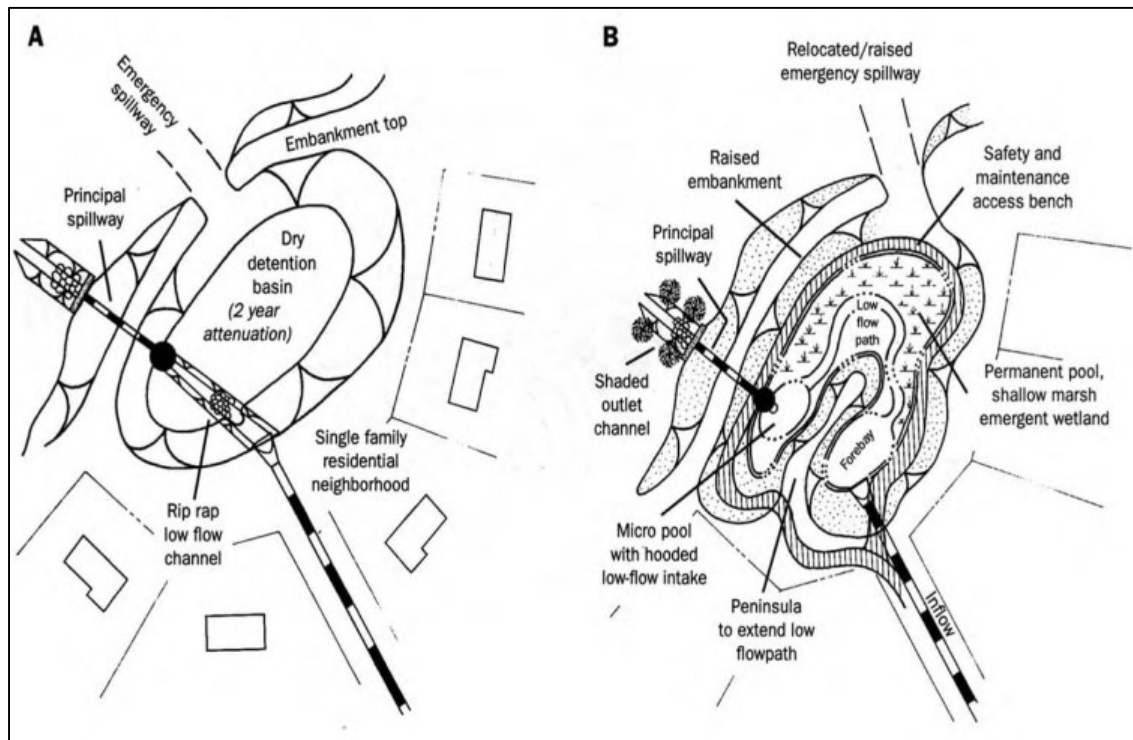 A
Emergency
spillway
Embankment top
Principal
spillway
Dry
detention
basin
(2 year
attenuation)
Single family
residential
neighborhood
Rip rap
low flow
channel
B
Relocated/raised
emergency spillway
Raised
embankment
Safety and
maintenance
access bench
Principal
spillway
Low
flow
path
Shaded
outlet
channel
Permanent pool,
shallow marsh
emergent wetland
Forebay
Micro pool
with hooded
low-flow intake
Inflow
Peninsula
to extend low
flowpath